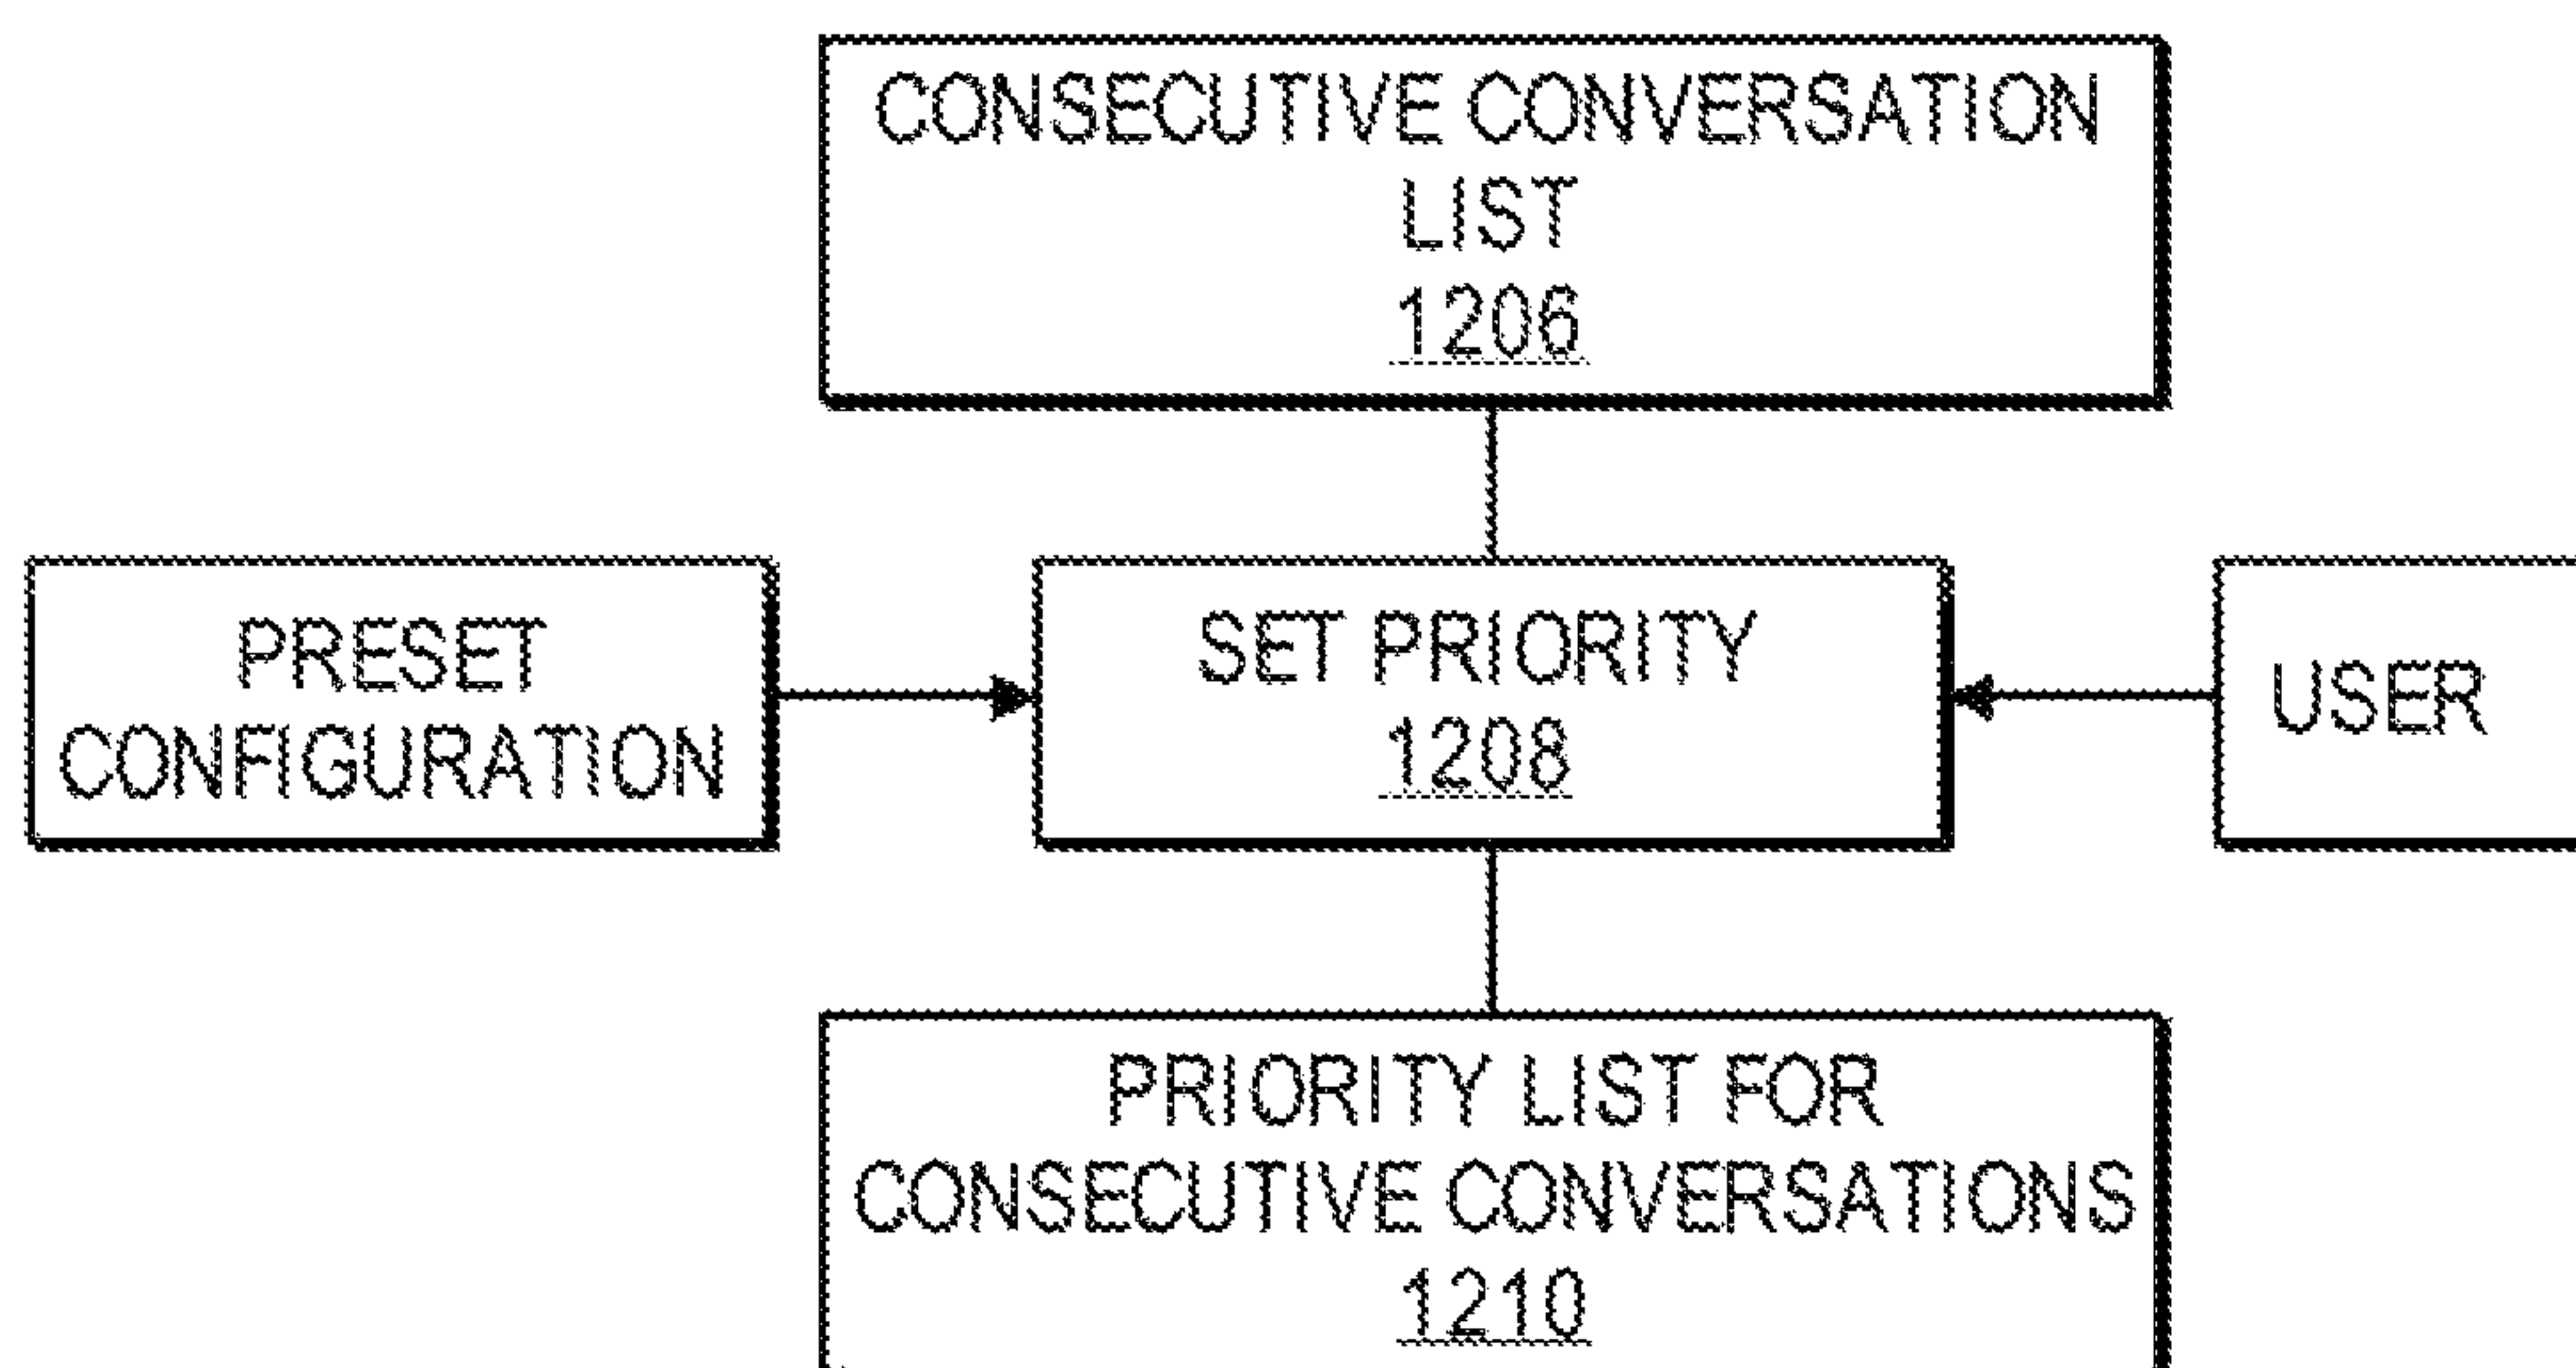 CONSECUTIVE CONVERSATION
LIST
1206
PRESET
CONFIGURATION
SET PRIORITY
1208
USER
PRIORITY LIST FOR
CONSECUTIVE CONVERSATIONS
1210